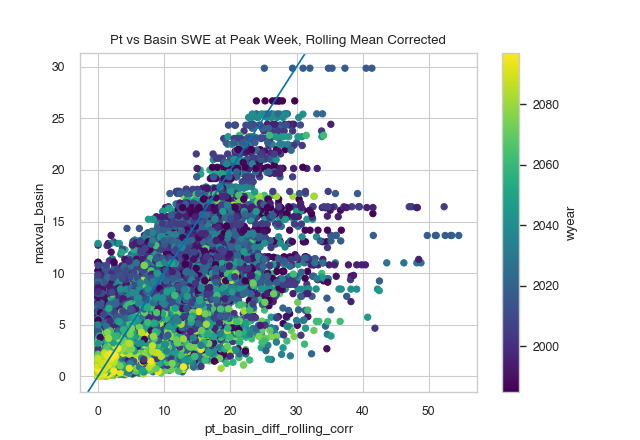 Pt vs Basin SWE at Peak Week, Rolling Mean Corrected
30
25
20
15
10
5
0
maxval_basin
0 10 20 30 40 50
pt_basin_diff_rolling_corr
2080
2060
2040
2020
2000
wyear